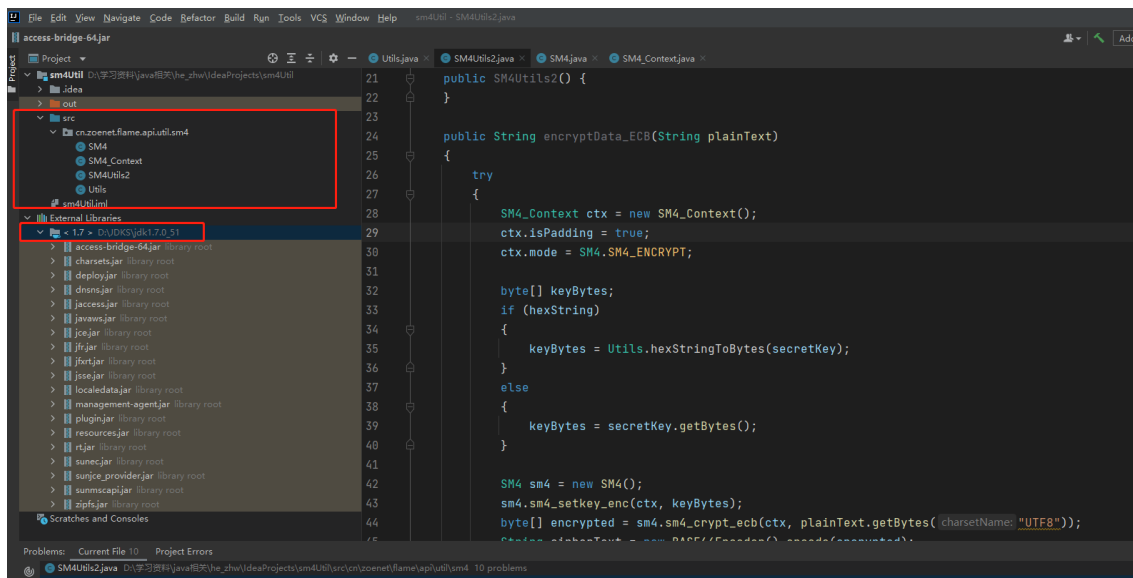 File Edit View Navigate Code Refactor Build Run Tools VCS Window Help sm4Util - SM4Utils2.java
access-bridge-64.jar
Add
Project
Project
Utils.java SM4Utils2.java SM4.java SM4_Context.java
sm4Util D:\学习资料\java相关\he_zhw\IdeaProjects\sm4Util
.idea
out
src
cn.zoenet.flame.api.util.sm4
SM4
SM4_Context
SM4Utils2
Utils
sm4Util.iml
External Libraries
< 1.7 > D:\JDKS\jdk1.7.0_51
access-bridge-64.jar library root
charsets.jar library root
deploy.jar library root
dnsns.jar library root
jaccess.jar library root
javaws.jar library root
jce.jar library root
jfr.jar library root
jfxrt.jar library root
jsse.jar library root
localedata.jar library root
management-agent.jar library root
plugin.jar library root
resources.jar library root
rt.jar library root
sunec.jar library root
sunjce_provider.jar library root
sunmscapi.jar library root
zipfs.jar library root
Scratches and Consoles
21 public SM4Utils2() {
22 }
23
24 public String encryptData_ECB(String plainText)
25 {
26 try
27 {
28 SM4_Context ctx = new SM4_Context();
29 ctx.isPadding = true;
30 ctx.mode = SM4.SM4_ENCRYPT;
31
32 byte[] keyBytes;
33 if (hexString)
34 {
35 keyBytes = Utils.hexStringToBytes(secretKey);
36 }
37 else
38 {
39 keyBytes = secretKey.getBytes();
40 }
41
42 SM4 sm4 = new SM4();
43 sm4.sm4_setkey_enc(ctx, keyBytes);
44 byte[] encrypted = sm4.sm4_crypt_ecb(ctx, plainText.getBytes( charsetName: "UTF8"));
Problems: Current File 10 Project Errors
SM4Utils2.java D:\学习资料\java相关\he_zhw\IdeaProjects\sm4Util\src\cn\zoenet\flame\api\util\sm4 10 problems